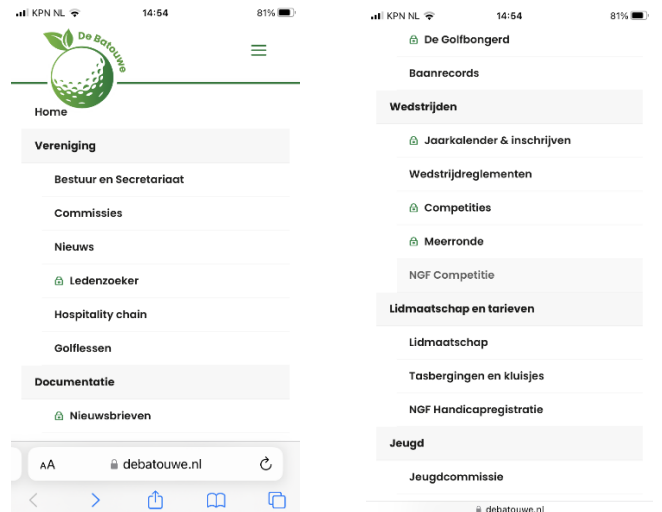 KPN NL 14:54 81%
De Batouwe
Home
Vereniging
Bestuur en Secretariaat
Commissies
Nieuws
Ledenzoeker
Hospitality chain
Golflessen
Documentatie
Nieuwsbrieven
AA debatouwe.nl
KPN NL 14:54 81%
De Golfbongerd
Baanrecords
Wedstrijden
Jaarkalender & inschrijven
Wedstrijdreglementen
Competities
Meerronde
NGF Competitie
Lidmaatschap en tarieven
Lidmaatschap
Tasbergingen en kluisjes
NGF Handicapregistratie
Jeugd
Jeugdcommissie
debatouwe.nl